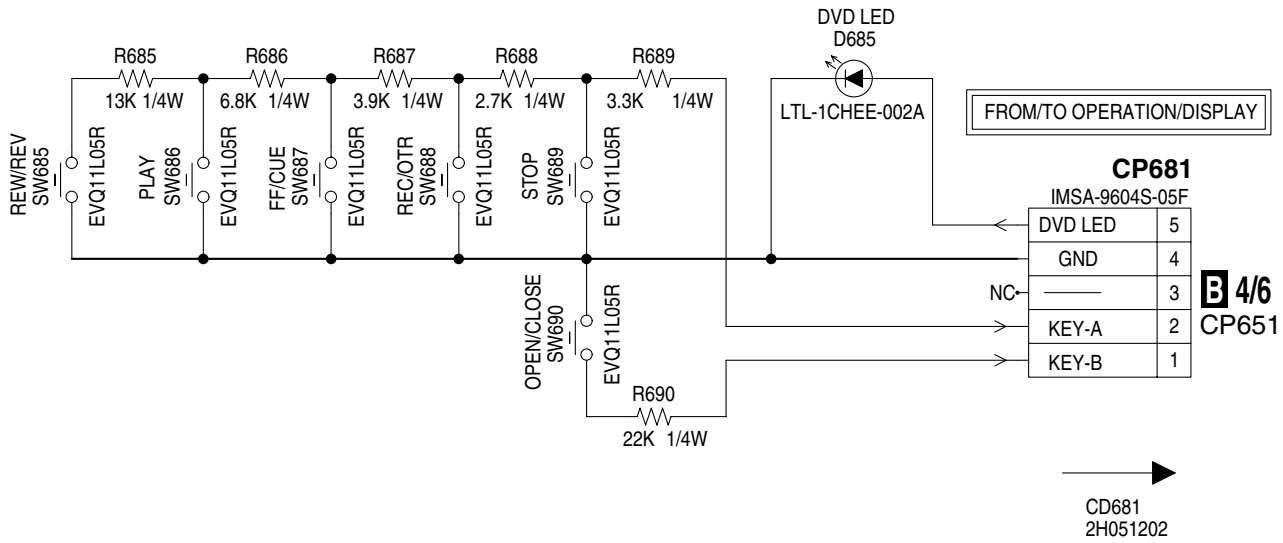 DVD LED
D685
LTL-1CHEE-002A
R685
13K 1/4W
R686
6.8K 1/4W
R687
3.9K 1/4W
R688
2.7K 1/4W
R689
3.3K 1/4W
FROM/TO OPERATION/DISPLAY
REW/REV
SW685
EVQ11L05R
PLAY
SW686
EVQ11L05R
FF/CUE
SW687
EVQ11L05R
REC/OTR
SW688
EVQ11L05R
STOP
SW689
EVQ11L05R
OPEN/CLOSE
SW690
EVQ11L05R
R690
22K 1/4W
CP681
IMSA-9604S-05F
DVD LED 5
GND 4
NC 3
KEY-A 2
KEY-B 1
B 4/6
CP651
CD681
2H051202